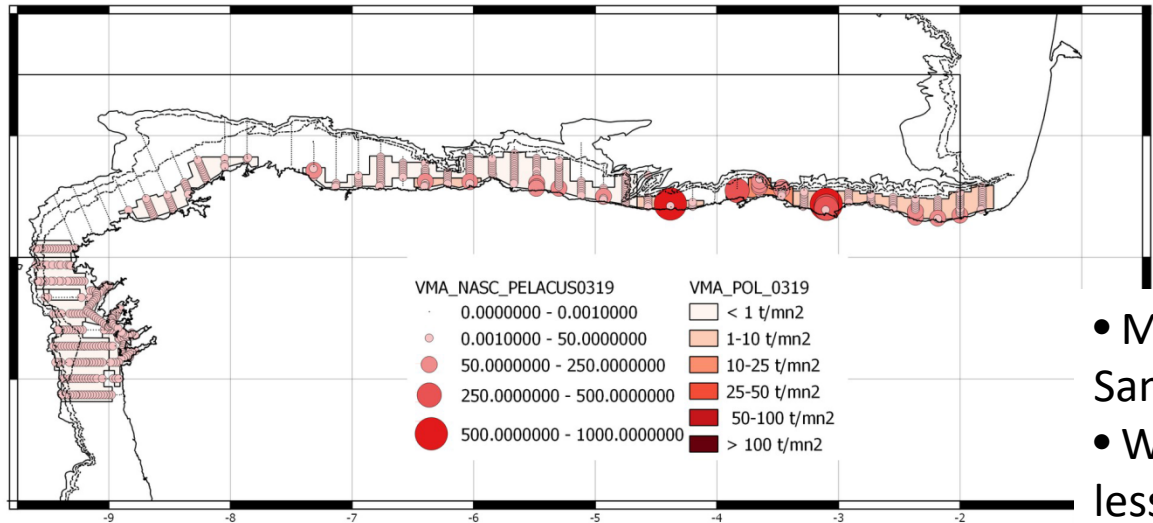 VMA_NASC_PELACUS0319
0.0000000 - 0.0010000
0.0010000 - 50.0000000
50.0000000 - 250.0000000
250.0000000 - 500.0000000
500.0000000 - 1000.0000000
VMA_POL_0319
< 1 t/mn2
1-10 t/mn2
10-25 t/mn2
25-50 t/mn2
50-100 t/mn2
> 100 t/mn2
-9 -8 -7 -6 -5 -4 -3 -2
• M
San
• W
less